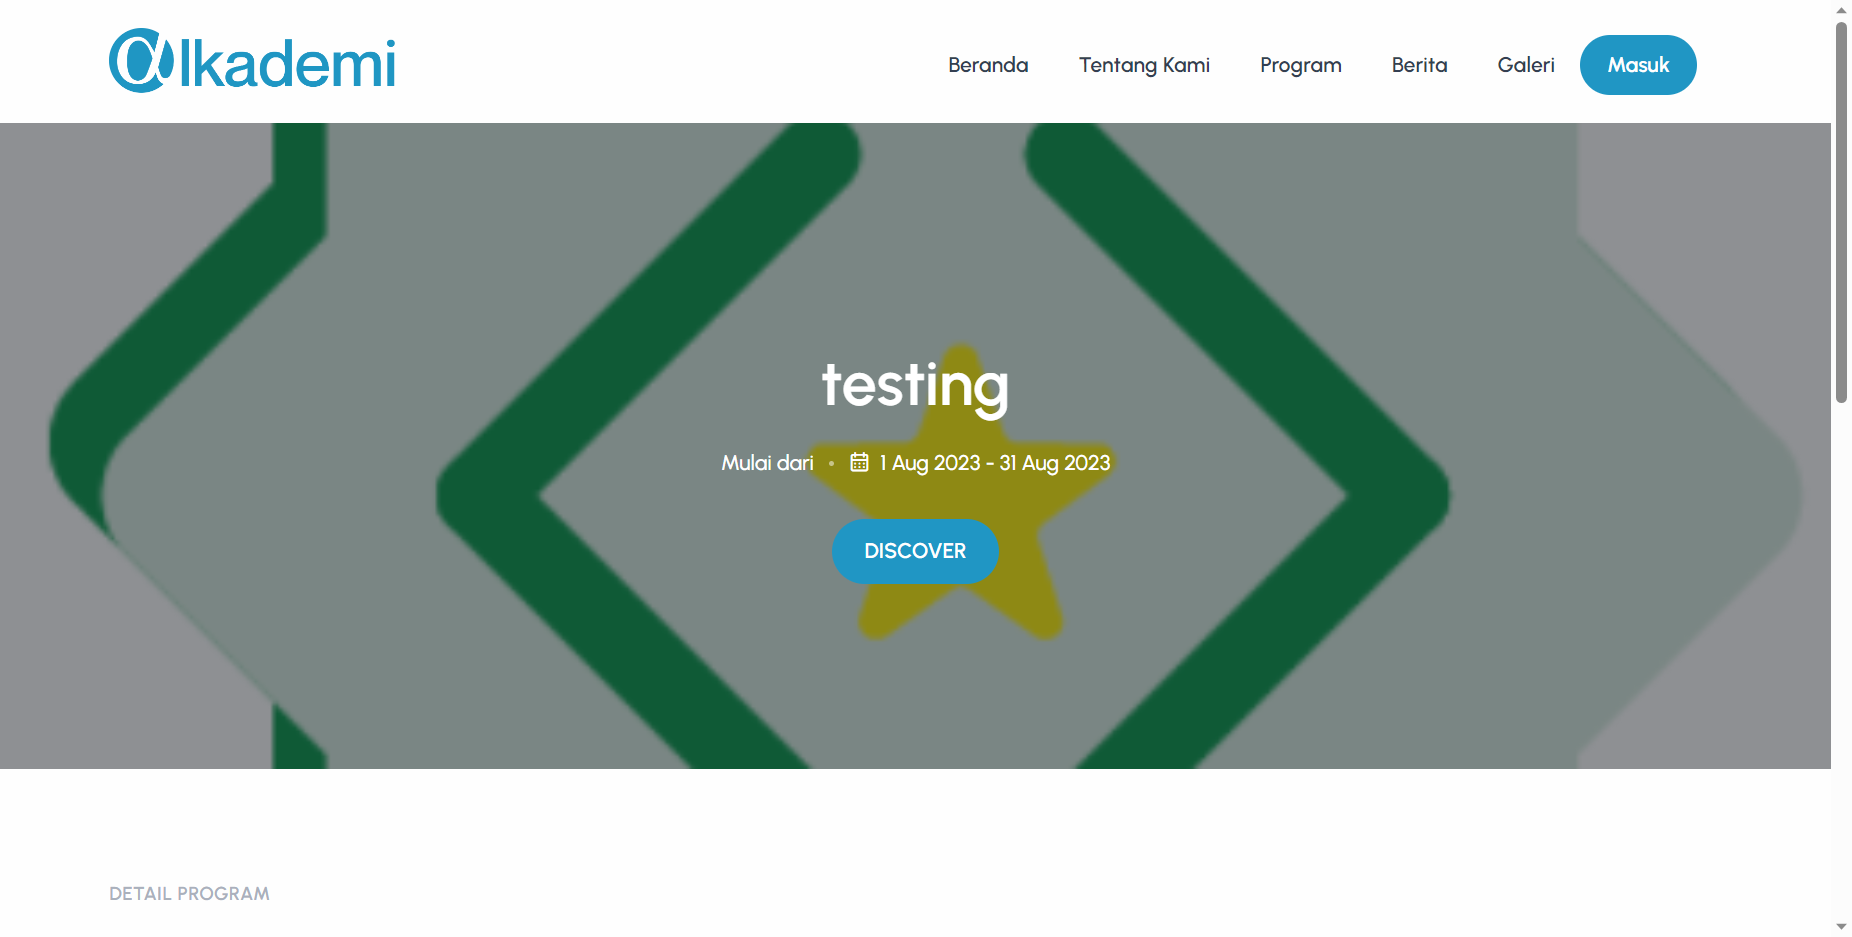 @lkademi
Beranda Tentang Kami Program Berita Galeri Masuk
testing
Mulai dari • 1 Aug 2023 - 31 Aug 2023
DISCOVER
DETAIL PROGRAM